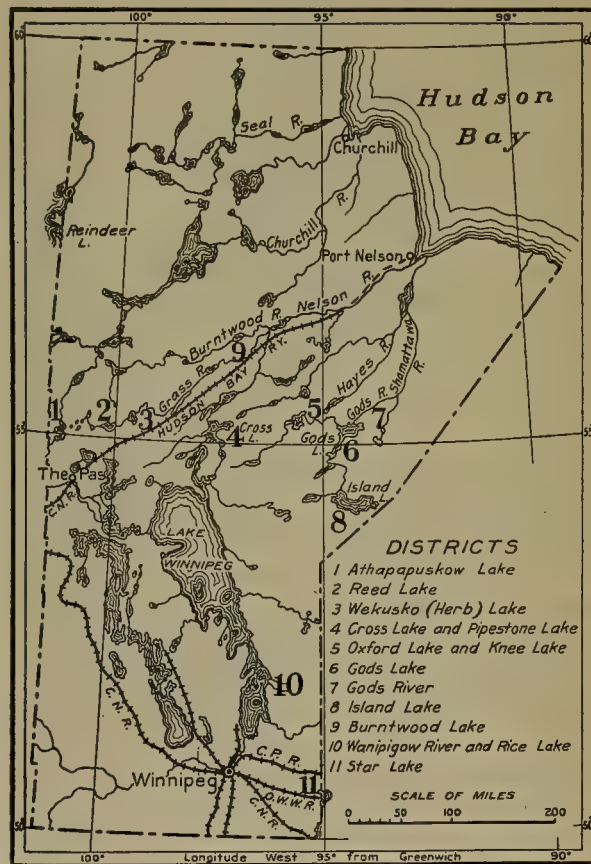 100°
95°
90°
60
60
Hudson
Bay
Seal R.
Churchill
Reindeer
L.
Churchill R.
Port Nelson
Nelson R.
Burntwood R.
9
Grass R.
HUDSON BAY RY.
Hayes R.
Gods R.
Shamattawa
R.
1
2
3
4
Cross
L.
5
Gods
L.
6
7
55
55
The Pas
C.N.R.
Island
L.
8
LAKE
WINNIPEG
DISTRICTS
1 Athapapuskow Lake
2 Reed Lake
3 Wekusko (Herb) Lake
4 Cross Lake and Pipestone Lake
5 Oxford Lake and Knee Lake
6 Gods Lake
7 Gods River
8 Island Lake
9 Burntwood Lake
10 Wanipigow River and Rice Lake
11 Star Lake
10
C.N.R.
C.P.R.
Winnipeg
11
G.W.W.R.
C.N.R.
SCALE OF MILES
100 0 100 200
50
50
100°
95°
90°
Longitude West from Greenwich